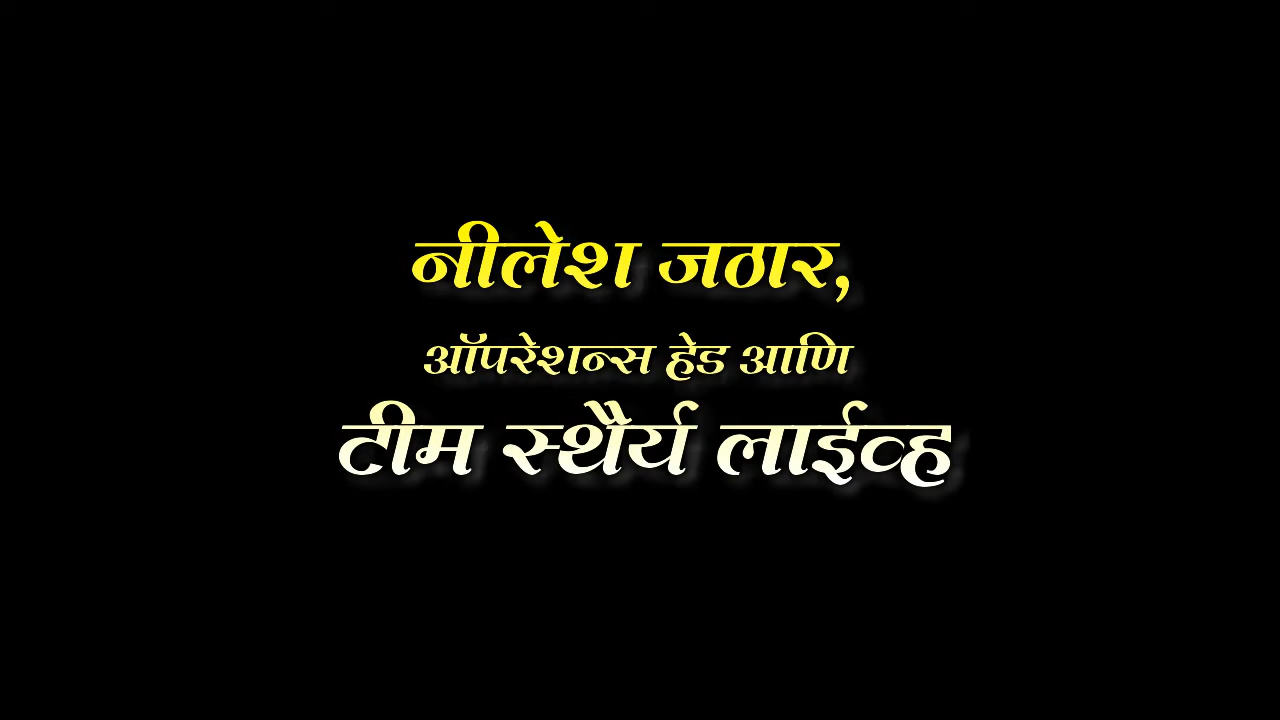 नीलेश जठार,
ऑपरेशन्स हेड आणि
टीम स्थैर्य लाईव्ह